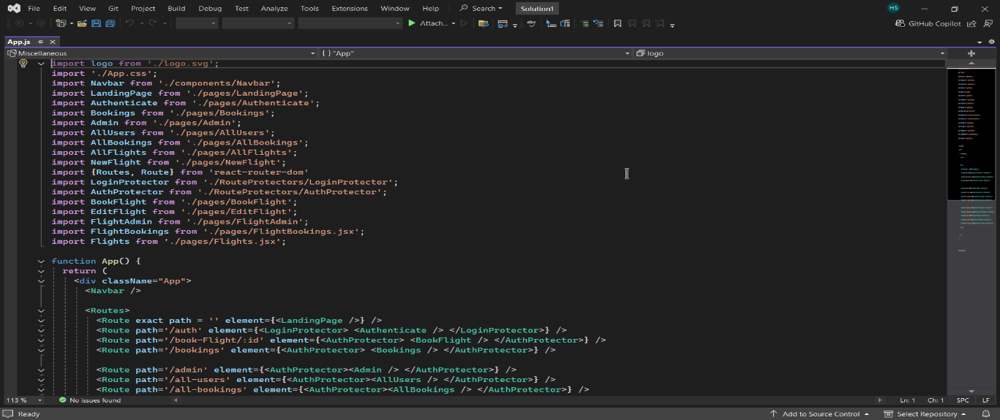 File Edit View Git Project Build Debug Test Analyze Tools Extensions Window Help Search Solution1 HS
Attach... GitHub Copilot
App.js
Miscellaneous { } "App" logo
import logo from './logo.svg';
import './App.css';
import Navbar from './components/Navbar';
import LandingPage from './pages/LandingPage';
import Authenticate from './pages/Authenticate';
import Bookings from './pages/Bookings';
import Admin from './pages/Admin';
import AllUsers from './pages/AllUsers';
import AllBookings from './pages/AllBookings';
import AllFlights from './pages/AllFlights';
import NewFlight from './pages/NewFlight';
import {Routes, Route} from 'react-router-dom'
import LoginProtector from './RouteProtectors/LoginProtector';
import AuthProtector from './RouteProtectors/AuthProtector';
import BookFlight from './pages/BookFlight';
import EditFlight from './pages/EditFlight';
import FlightAdmin from './pages/FlightAdmin';
import FlightBookings from './pages/FlightBookings.jsx';
import Flights from './pages/Flights.jsx';
function App() {
return (
<div className="App">
<Navbar />
<Routes>
<Route exact path = '' element={<LandingPage />} />
<Route path='/auth' element={<LoginProtector> <Authenticate /> </LoginProtector>} />
<Route path='/book-Flight/:id' element={<AuthProtector> <BookFlight /> </AuthProtector>} />
<Route path='/bookings' element={<AuthProtector> <Bookings /> </AuthProtector>} />
<Route path='/admin' element={<AuthProtector><Admin /> </AuthProtector>} />
<Route path='/all-users' element={<AuthProtector><AllUsers /> </AuthProtector>} />
<Route path='/all-bookings' element={<AuthProtector><AllBookings /> </AuthProtector>} />
113 % No issues found Ln: 1 Ch: 1 SPC LF
Ready Add to Source Control Select Repository